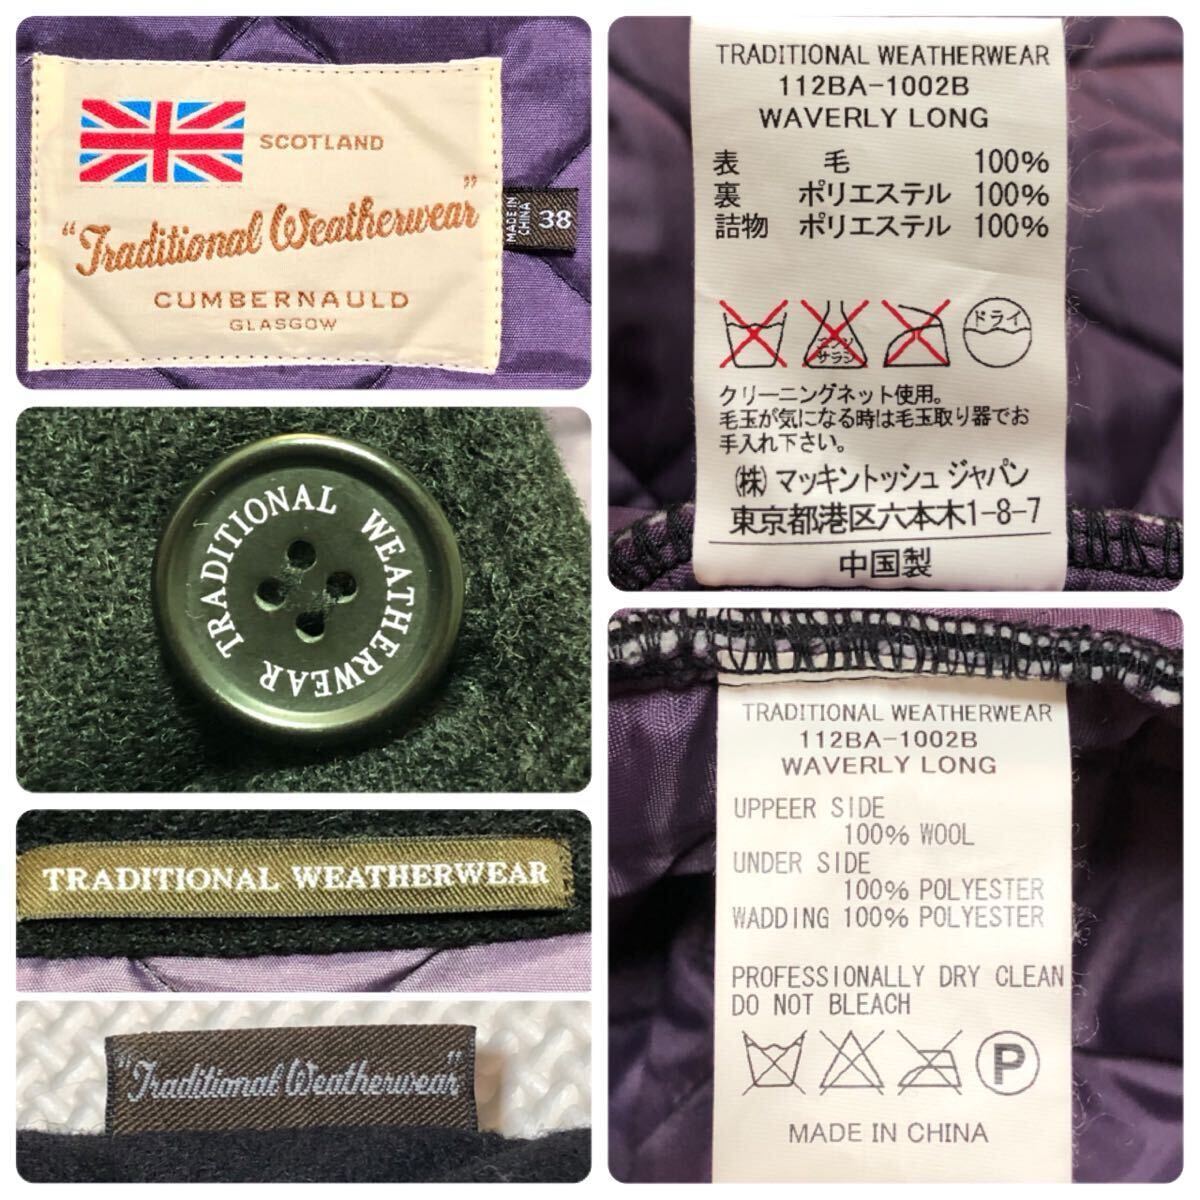 SCOTLAND
"Traditional Weatherwear"
CUMBERNAULD
GLASGOW
MADE IN
CHINA
38
TRADITIONAL WEATHERWEAR
TRADITIONAL WEATHERWEAR
"Traditional Weatherwear"
TRADITIONAL WEATHERWEAR
112BA-1002B
WAVERLY LONG
表 毛 100%
裏 ポリエステル 100%
詰物 ポリエステル 100%
エンソ
サラシ
ドライ
クリーニングネット使用。
毛玉が気になる時は毛玉取り器でお
手入れ下さい。
(株)マッキントッシュ ジャパン
東京都港区六本木1-8-7
中国製
TRADITIONAL WEATHERWEAR
112BA-1002B
WAVERLY LONG
UPPEER SIDE
100% WOOL
UNDER SIDE
100% POLYESTER
WADDING 100% POLYESTER
PROFESSIONALLY DRY CLEAN
DO NOT BLEACH
P
MADE IN CHINA